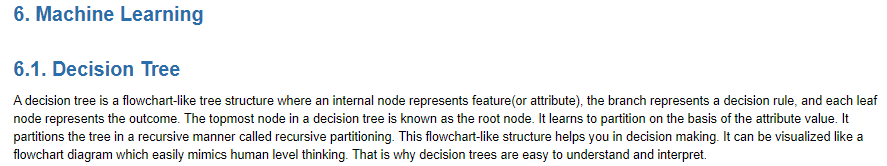 6. Machine Learning
6.1. Decision Tree
A decision tree is a flowchart-like tree structure where an internal node represents feature(or attribute), the branch represents a decision rule, and each leaf
node represents the outcome. The topmost node in a decision tree is known as the root node. It learns to partition on the basis of the attribute value. It
partitions the tree in a recursive manner called recursive partitioning. This flowchart-like structure helps you in decision making. It can be visualized like a
flowchart diagram which easily mimics human level thinking. That is why decision trees are easy to understand and interpret.